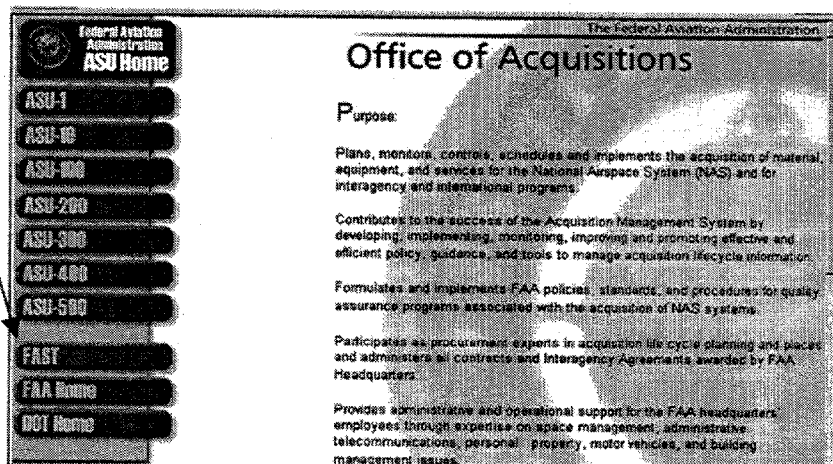 Federal Aviation
Administration
ASU Home
ASU-1
ASU-10
ASU-100
ASU-200
ASU-300
ASU-400
ASU-500
FAST
FAA Home
DOT Home
The Federal Aviation Administration
Office of Acquisitions
Purpose:
Plans, monitors, controls, schedules and implements the acquisition of material,
equipment, and services for the National Airspace System (NAS) and for
interagency and international programs.
Contributes to the success of the Acquisition Management System by
developing, implementing, monitoring, improving and promoting effective and
efficient policy, guidance, and tools to manage acquisition lifecycle information.
Formulates and implements FAA policies, standards, and procedures for quality
assurance programs associated with the acquisition of NAS systems.
Participates as procurement experts in acquisition life cycle planning and places
and administers all contracts and Interagency Agreements awarded by FAA
Headquarters.
Provides administrative and operational support for the FAA headquarters
employees through expertise on space management, administrative
telecommunications, personal property, motor vehicles, and building
management issues.